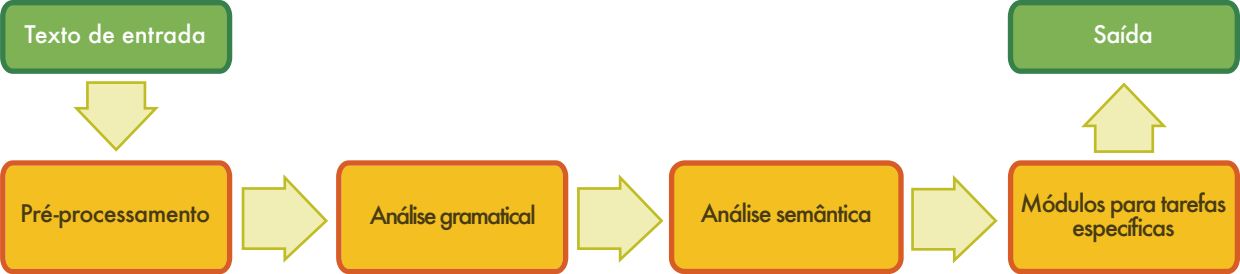 Texto de entrada
Saída
Pré-processamento
Análise gramatical
Análise semântica
Módulos para tarefas
específicas